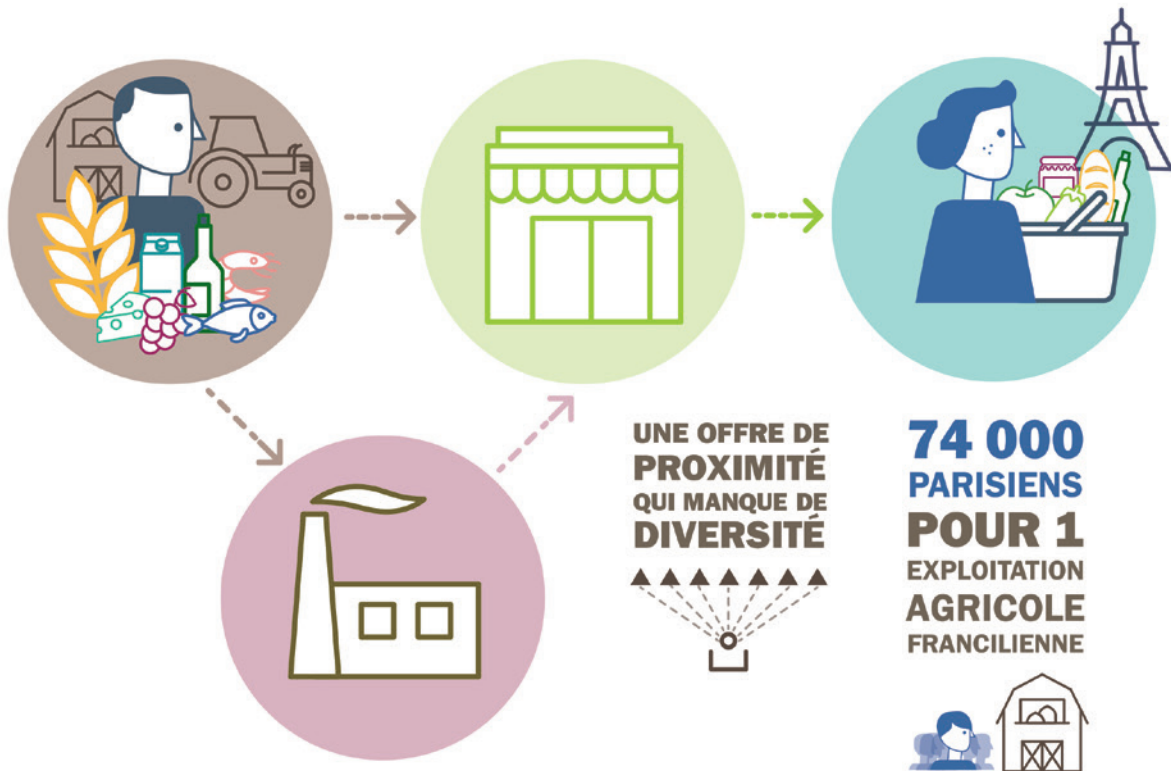 UNE OFFRE DE
PROXIMITÉ
QUI MANQUE DE
DIVERSITÉ
74 000
PARISIENS
POUR 1
EXPLOITATION
AGRICOLE
FRANCILIENNE